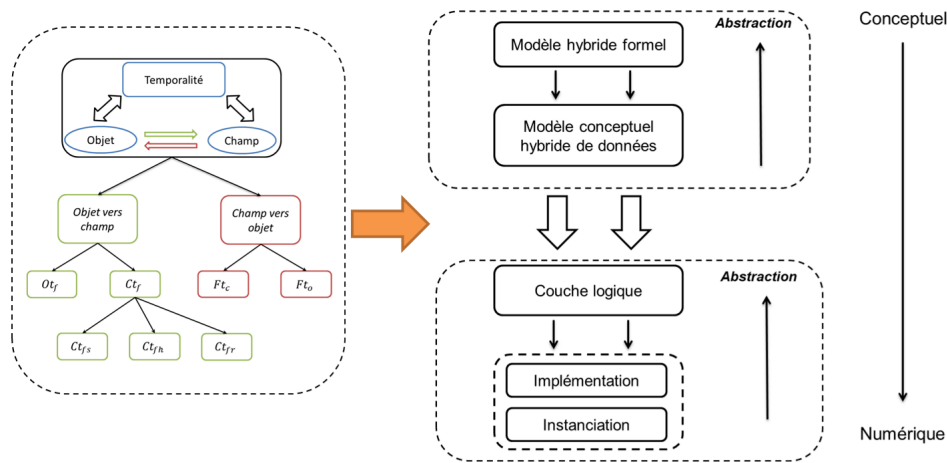 Temporalité
Objet
Champ
Objet vers
champ
Champ vers
objet
Ot_f
Ct_f
Ft_c
Ft_o
Ct_fs
Ct_fh
Ct_fr
Abstraction
Modèle hybride formel
Modèle conceptuel
hybride de données
Abstraction
Couche logique
Implémentation
Instanciation
Conceptuel
Numérique